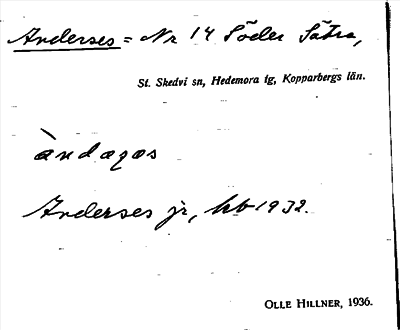 Anderses = Nr 14 Söder Sätra,
St. Skedvi sn, Hedemora tg, Kopparbergs län.
àndąşəs
Anderses jr, hb 1932.
OLLE HILLNER, 1936.